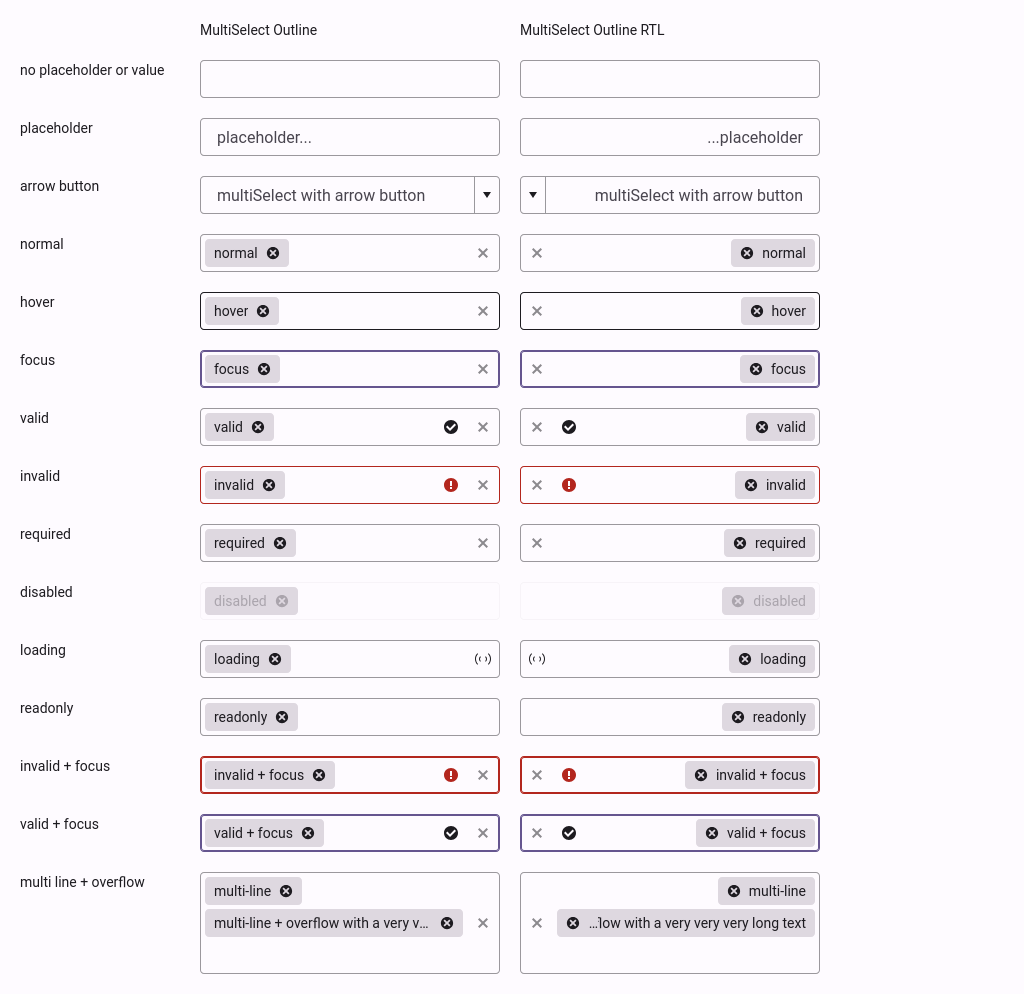 MultiSelect Outline MultiSelect Outline RTL
no placeholder or value
placeholder placeholder... ...placeholder
arrow button multiSelect with arrow button multiSelect with arrow button
normal normal normal
hover hover hover
focus focus focus
valid valid valid
invalid invalid invalid
required required required
disabled disabled disabled
loading loading loading
readonly readonly readonly
invalid + focus invalid + focus invalid + focus
valid + focus valid + focus valid + focus
multi line + overflow multi-line multi-line
multi-line + overflow with a very v... ...flow with a very very very long text